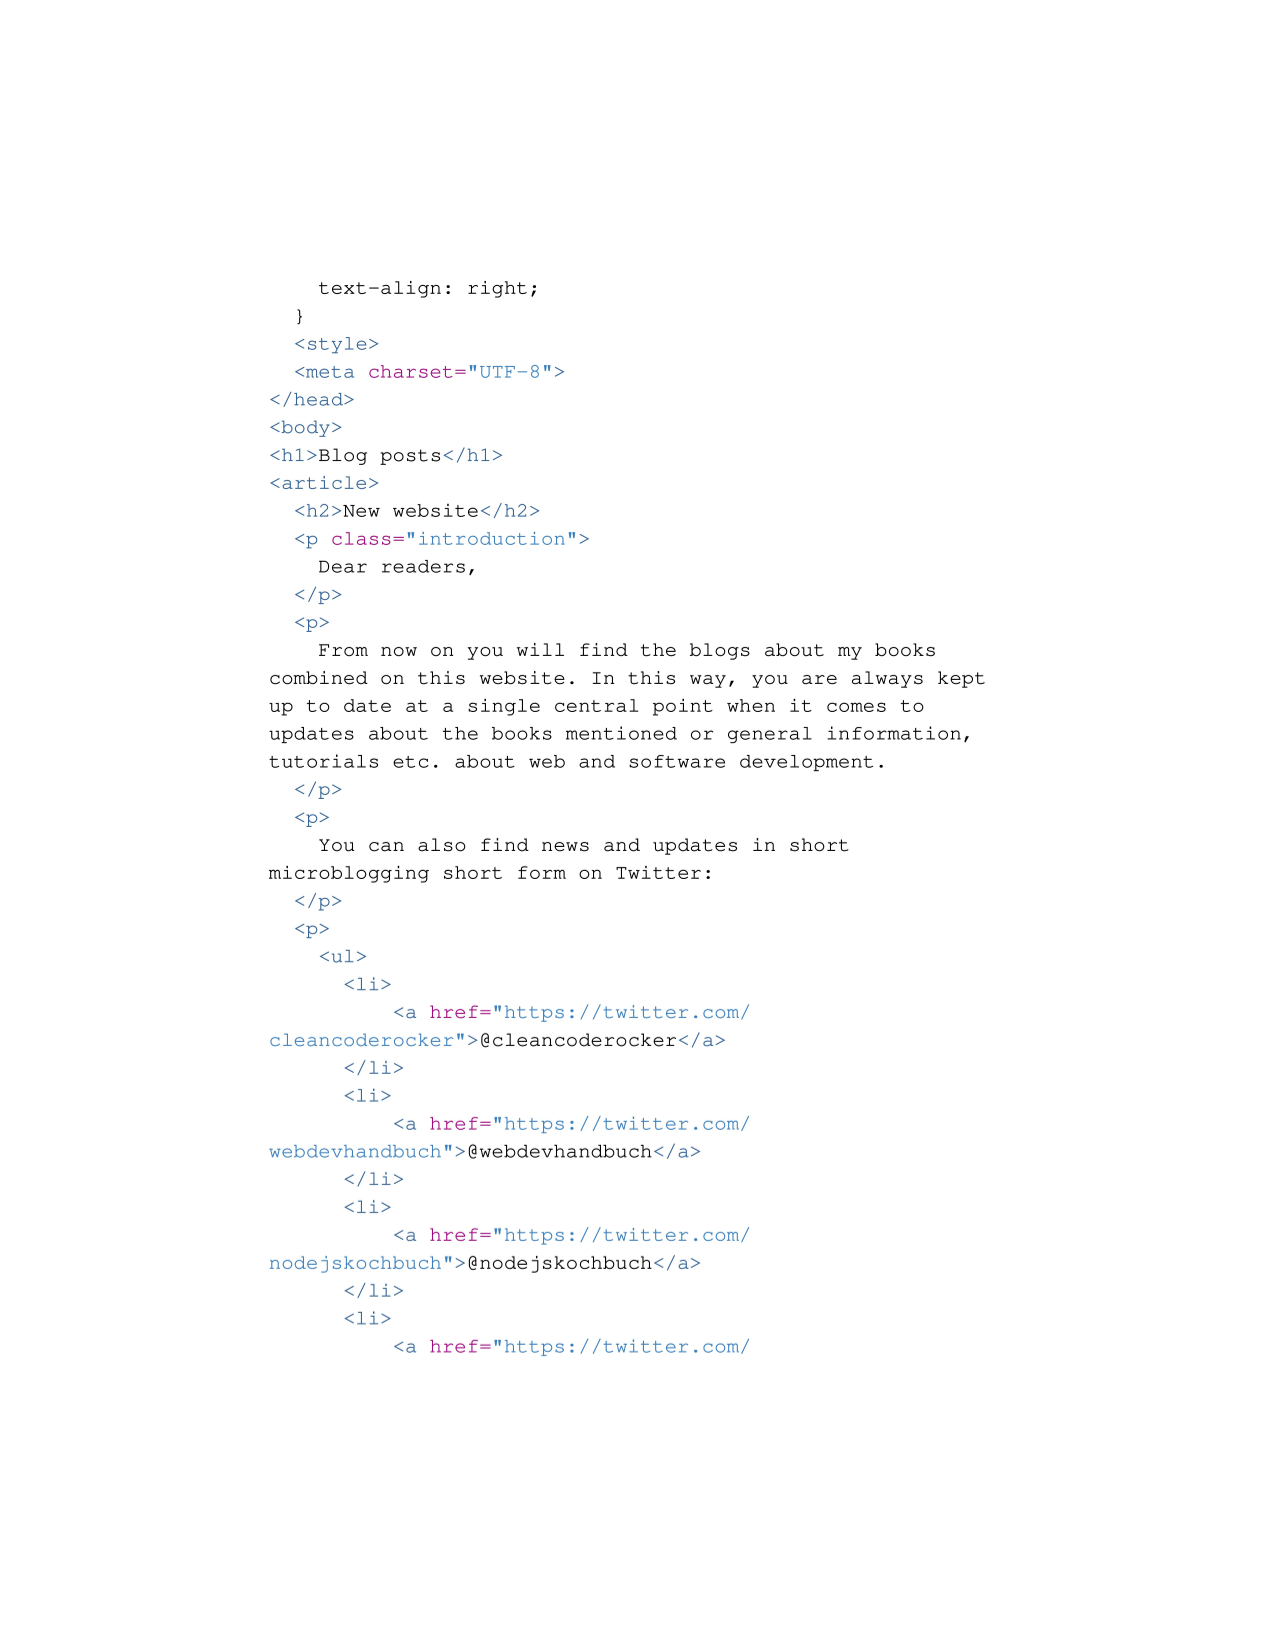 text-align: right;
  }
  <style>
  <meta charset="UTF-8">
</head>
<body>
<h1>Blog posts</h1>
<article>
  <h2>New website</h2>
  <p class="introduction">
    Dear readers,
  </p>
  <p>
    From now on you will find the blogs about my books
combined on this website. In this way, you are always kept
up to date at a single central point when it comes to
updates about the books mentioned or general information,
tutorials etc. about web and software development.
  </p>
  <p>
    You can also find news and updates in short
microblogging short form on Twitter:
  </p>
  <p>
    <ul>
      <li>
          <a href="https://twitter.com/
cleancoderocker">@cleancoderocker</a>
      </li>
      <li>
          <a href="https://twitter.com/
webdevhandbuch">@webdevhandbuch</a>
      </li>
      <li>
          <a href="https://twitter.com/
nodejskochbuch">@nodejskochbuch</a>
      </li>
      <li>
          <a href="https://twitter.com/